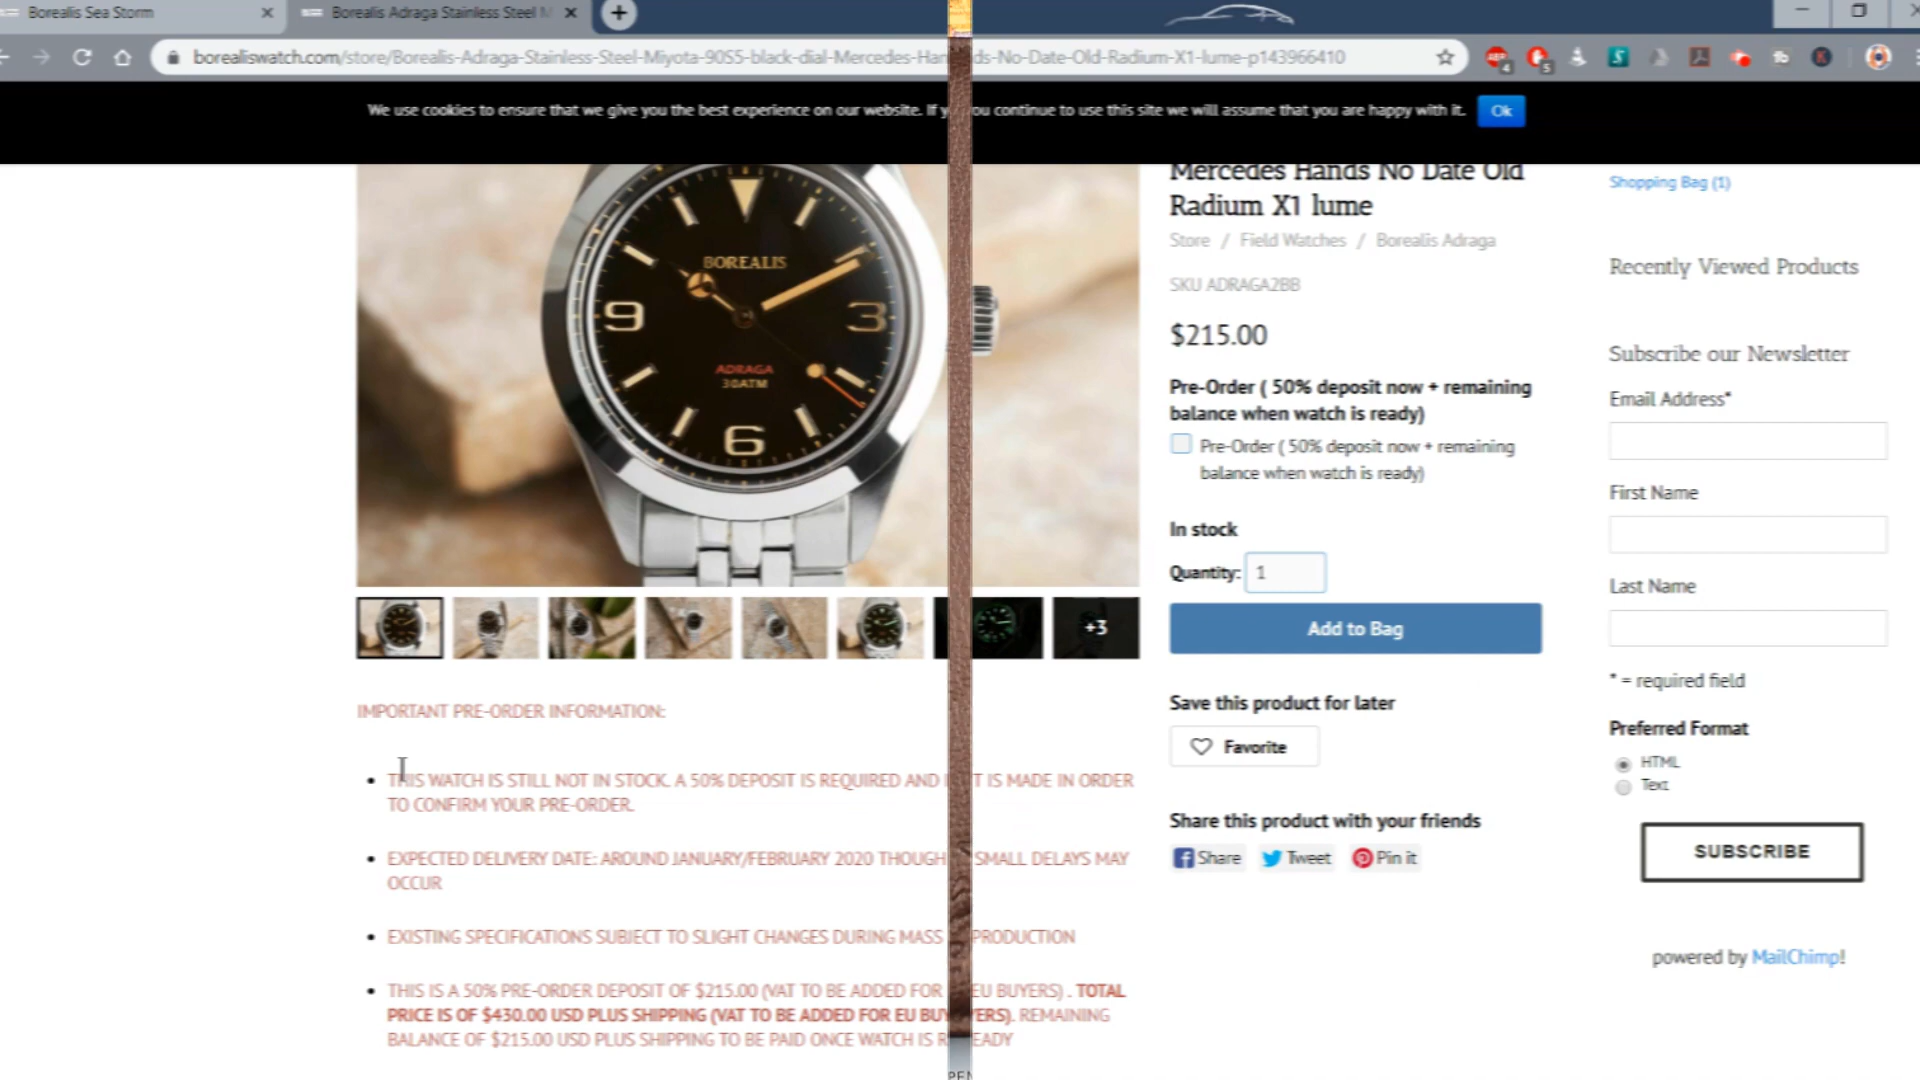 Borealis Sea Storm
Borealis Adraga Stainless Steel M
borealiswatch.com/store/Borealis-Adraga-Stainless-Steel-Miyota-90S5-black-dial-Mercedes-Han ds-No-Date-Old-Radium-X1-lume-p143966410
We use cookies to ensure that we give you the best experience on our website. If y ou continue to use this site we will assume that you are happy with it.
Ok
BOREALIS
9
3
ADRAGA
30ATM
6
+3
IMPORTANT PRE-ORDER INFORMATION:
• THIS WATCH IS STILL NOT IN STOCK. A 50% DEPOSIT IS REQUIRED AND I T IS MADE IN ORDER
TO CONFIRM YOUR PRE-ORDER.
• EXPECTED DELIVERY DATE: AROUND JANUARY/FEBRUARY 2020 THOUGH SMALL DELAYS MAY
OCCUR
• EXISTING SPECIFICATIONS SUBJECT TO SLIGHT CHANGES DURING MASS PRODUCTION
• THIS IS A 50% PRE-ORDER DEPOSIT OF $215.00 (VAT TO BE ADDED FOR EU BUYERS) . TOTAL
PRICE IS OF $430.00 USD PLUS SHIPPING (VAT TO BE ADDED FOR EU BUY ERS). REMAINING
BALANCE OF $215.00 USD PLUS SHIPPING TO BE PAID ONCE WATCH IS R EADY
Mercedes Hands No Date Old
Radium X1 lume
Store / Field Watches / Borealis Adraga
SKU ADRAGA2BB
$215.00
Pre-Order ( 50% deposit now + remaining
balance when watch is ready)
Pre-Order ( 50% deposit now + remaining
balance when watch is ready)
In stock
Quantity: 1
Add to Bag
Save this product for later
Favorite
Share this product with your friends
Share Tweet Pin it
Shopping Bag (1)
Recently Viewed Products
Subscribe our Newsletter
Email Address*
First Name
Last Name
* = required field
Preferred Format
HTML
Text
SUBSCRIBE
powered by MailChimp!